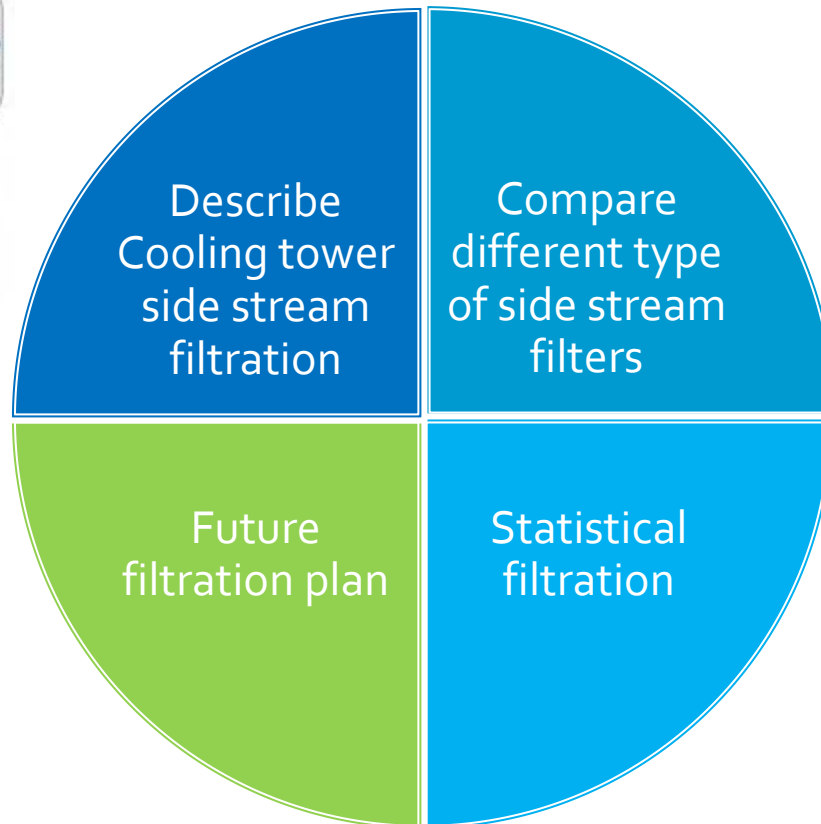 Describe
Cooling tower
side stream
filtration
Compare
different type
of side stream
filters
Future
filtration plan
Statistical
filtration